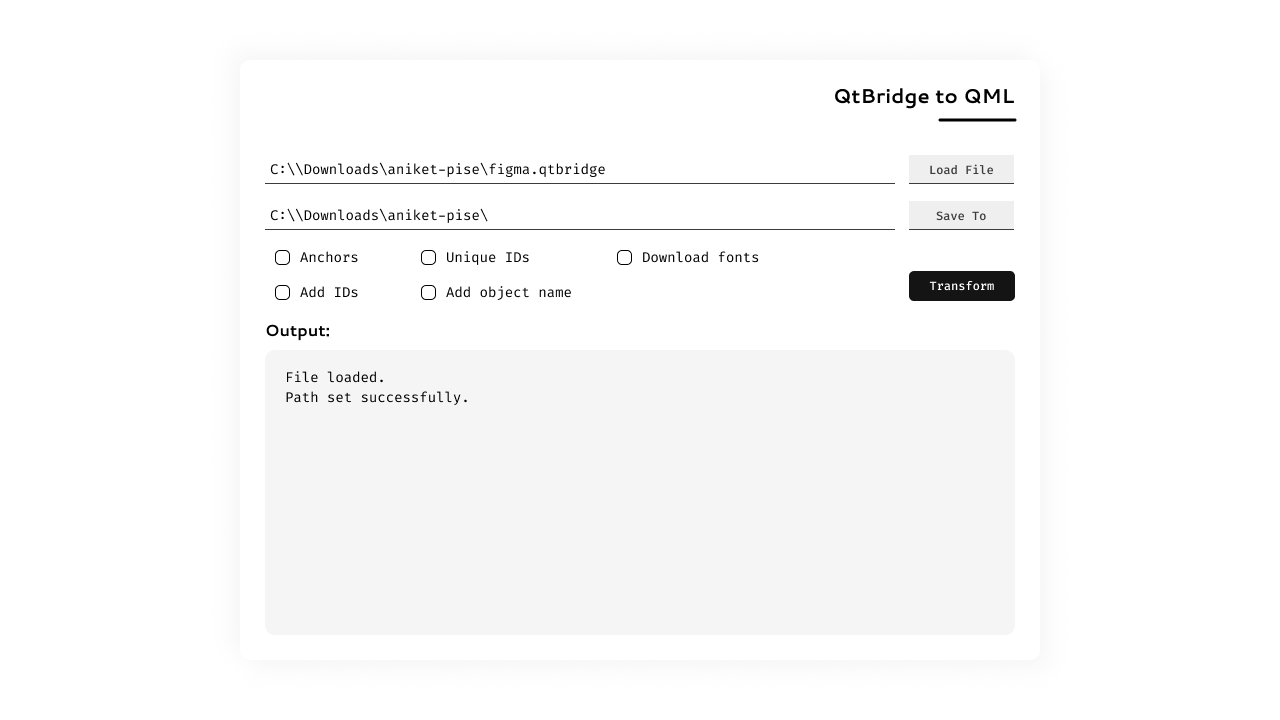 QtBridge to QML
C:\\Downloads\aniket-pise\figma.qtbridge
Load File
C:\\Downloads\aniket-pise\
Save To
Anchors
Unique IDs
Download fonts
Add IDs
Add object name
Transform
Output:
File loaded.
Path set successfully.